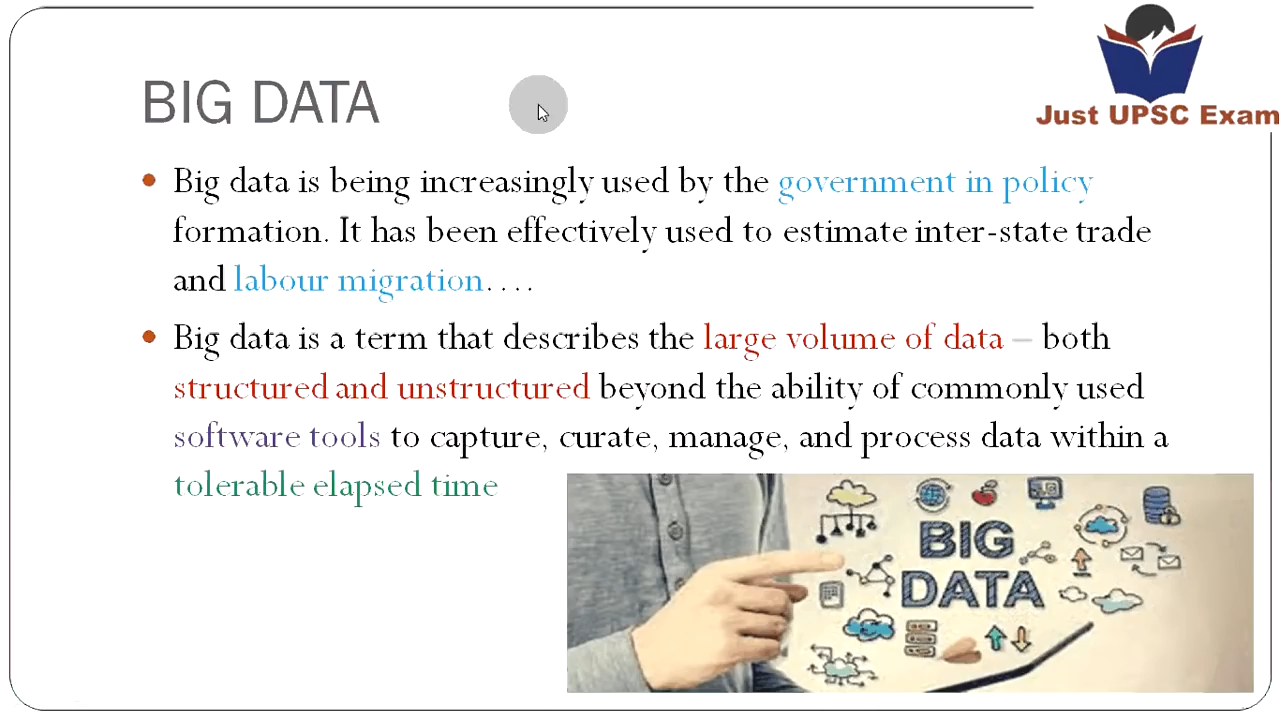 Just UPSC Exam
BIG DATA
Big data is being increasingly used by the government in policy
formation. It has been effectively used to estimate inter-state trade
and labour migration….
Big data is a term that describes the large volume of data – both
structured and unstructured beyond the ability of commonly used
software tools to capture, curate, manage, and process data within a
tolerable elapsed time
BIG
DATA